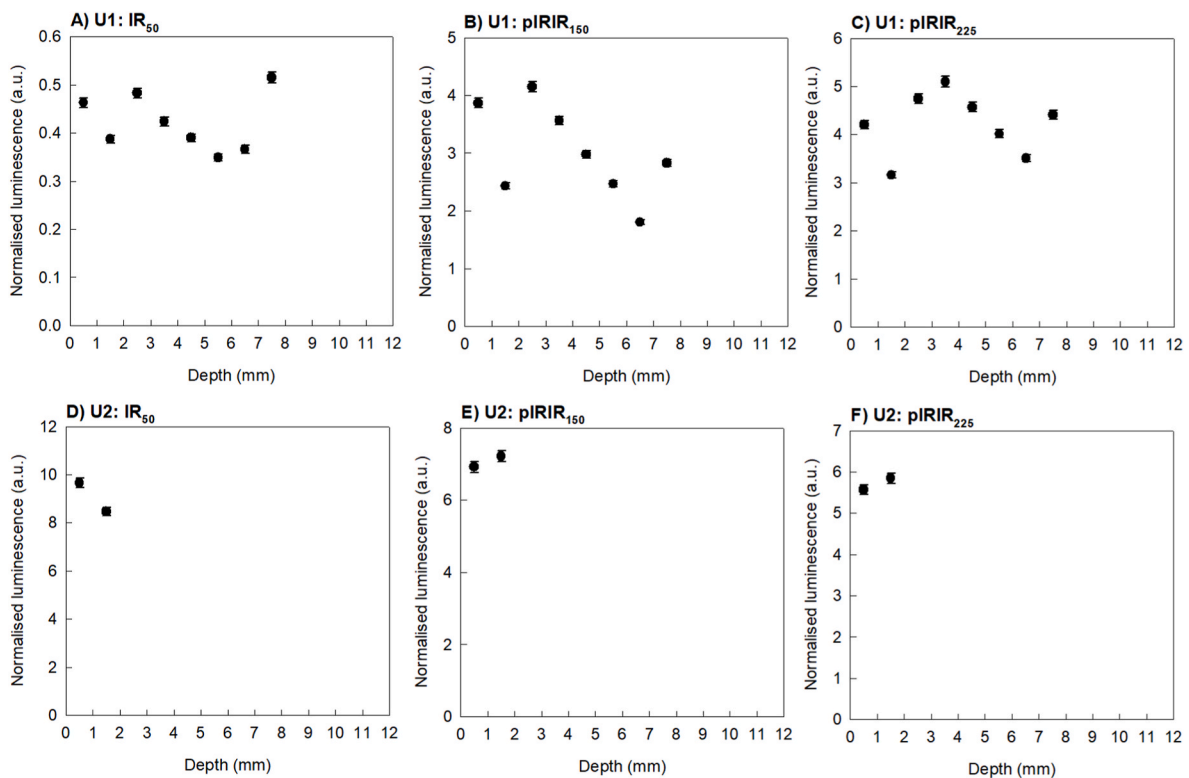 A) U1: IR50
Normalised luminescence (a.u.)
0.6
0.5
0.4
0.3
0.2
0.1
0.0
0 1 2 3 4 5 6 7 8 9 10 11 12
Depth (mm)
B) U1: pIRIR150
Normalised luminescence (a.u.)
5
4
3
2
1
0
0 1 2 3 4 5 6 7 8 9 10 11 12
Depth (mm)
C) U1: pIRIR225
Normalised luminescence (a.u.)
6
5
4
3
2
1
0
0 1 2 3 4 5 6 7 8 9 10 11 12
Depth (mm)
D) U2: IR50
Normalised luminescence (a.u.)
12
10
8
6
4
2
0
0 1 2 3 4 5 6 7 8 9 10 11 12
Depth (mm)
E) U2: pIRIR150
Normalised luminescence (a.u.)
8
6
4
2
0
0 1 2 3 4 5 6 7 8 9 10 11 12
Depth (mm)
F) U2: pIRIR225
Normalised luminescence (a.u.)
7
6
5
4
3
2
1
0
0 1 2 3 4 5 6 7 8 9 10 11 12
Depth (mm)